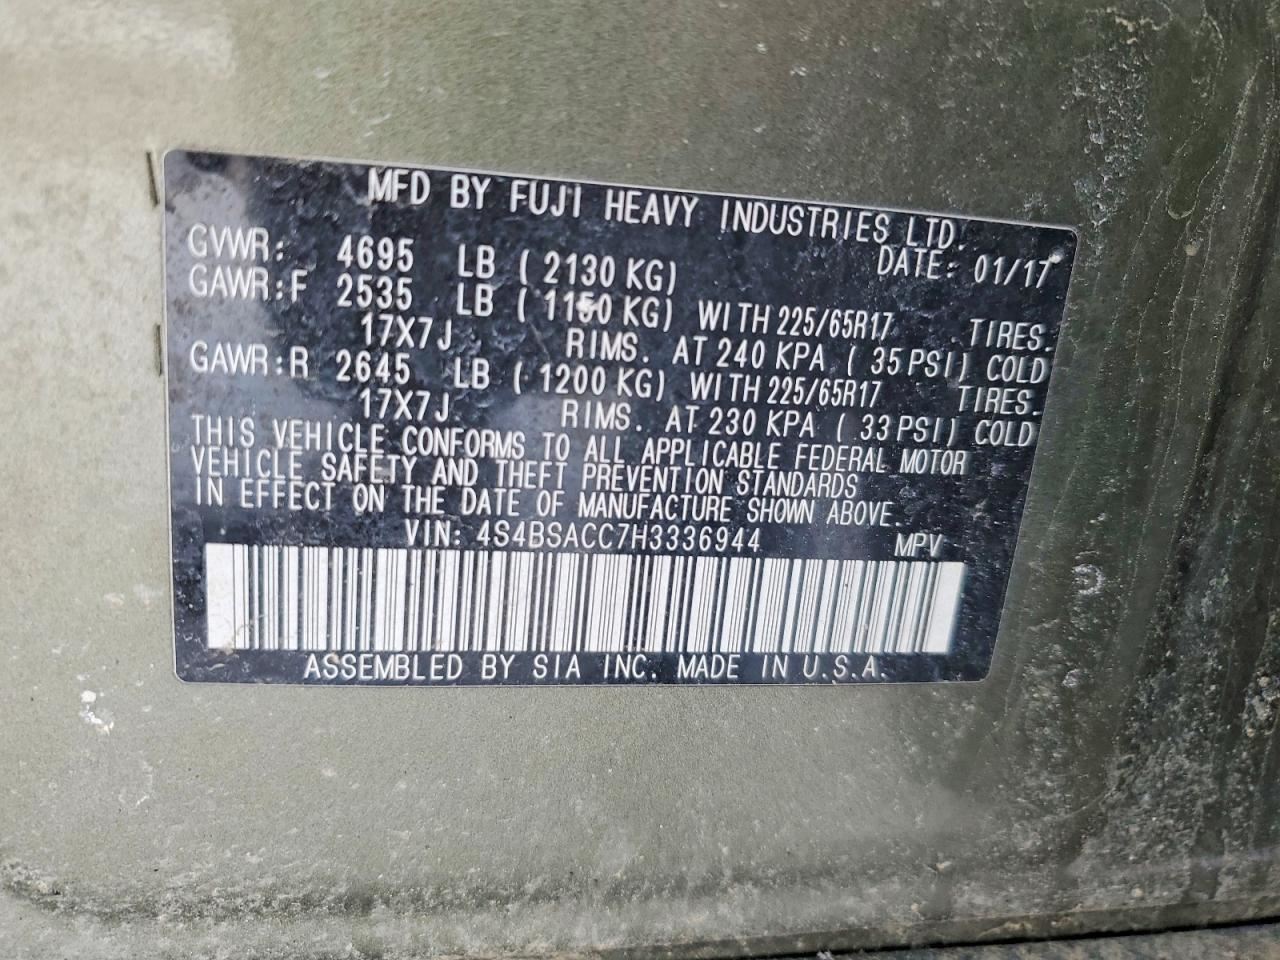 MFD BY FUJI HEAVY INDUSTRIES LTD.
DATE: 01/17
GVWR: 4695 LB ( 2130 KG)
GAWR:F 2535 LB ( 1150 KG) WITH 225/65R17 TIRES.
17X7J RIMS. AT 240 KPA ( 35 PSI) COLD
GAWR:R 2645 LB ( 1200 KG) WITH 225/65R17 TIRES.
17X7J RIMS. AT 230 KPA ( 33 PSI) COLD
THIS VEHICLE CONFORMS TO ALL APPLICABLE FEDERAL MOTOR
VEHICLE SAFETY AND THEFT PREVENTION STANDARDS
IN EFFECT ON THE DATE OF MANUFACTURE SHOWN ABOVE.
VIN: 4S4BSACC7H3336944 MPV
ASSEMBLED BY SIA INC. MADE IN U.S.A.